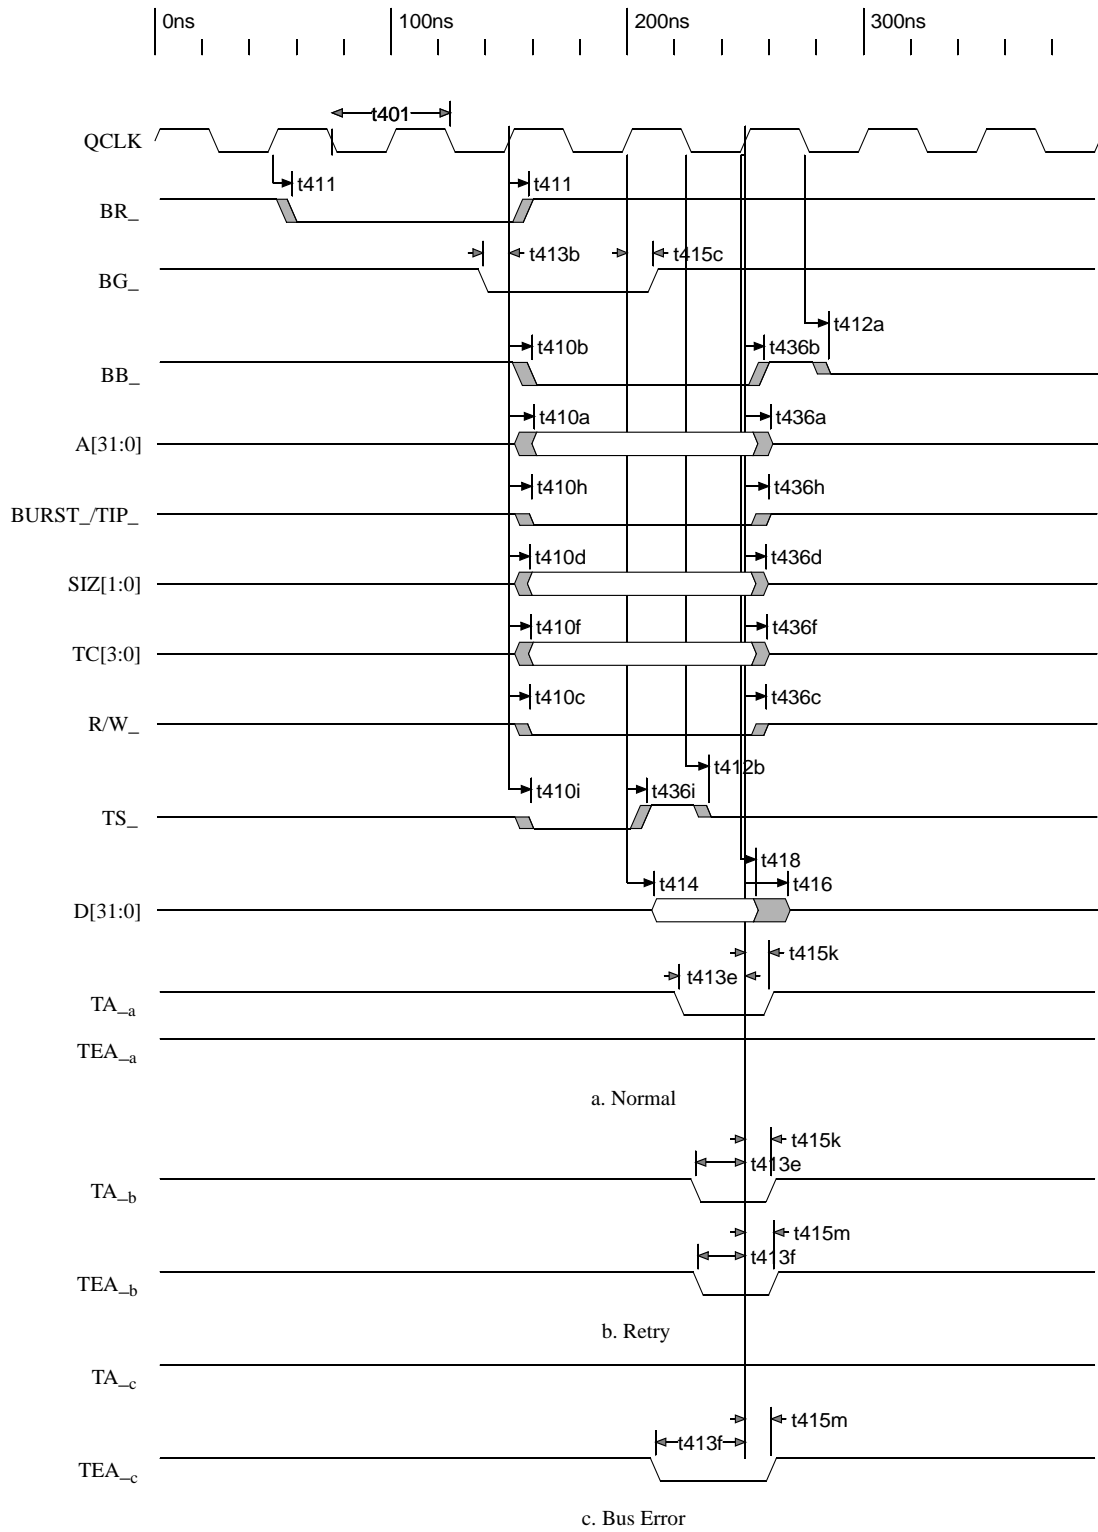 0ns 100ns 200ns 300ns
t401
QCLK
t411 t411
BR_
t413b t415c
BG_
t412a
t410b t436b
BB_
t410a t436a
A[31:0]
t410h t436h
BURST_/TIP_
t410d t436d
SIZ[1:0]
t410f t436f
TC[3:0]
t410c t436c
R/W_
t412b
t410i t436i
TS_
t418
t414 t416
D[31:0]
t415k
t413e
TA_a
TEA_a
a. Normal
t415k
t413e
TA_b
t415m
t413f
TEA_b
b. Retry
TA_c
t415m
t413f
TEA_c
c. Bus Error